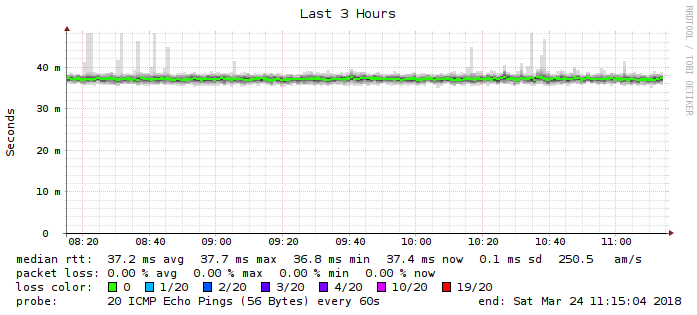 Last 3 Hours
RRDTOOL / TOBI OETIKER
Seconds
40 m
30 m
20 m
10 m
0
08:20 08:40 09:00 09:20 09:40 10:00 10:20 10:40 11:00
median rtt: 37.2 ms avg 37.7 ms max 36.8 ms min 37.4 ms now 0.1 ms sd 250.5 am/s
packet loss: 0.00 % avg 0.00 % max 0.00 % min 0.00 % now
loss color: 0 1/20 2/20 3/20 4/20 10/20 19/20
probe: 20 ICMP Echo Pings (56 Bytes) every 60s end: Sat Mar 24 11:15:04 2018